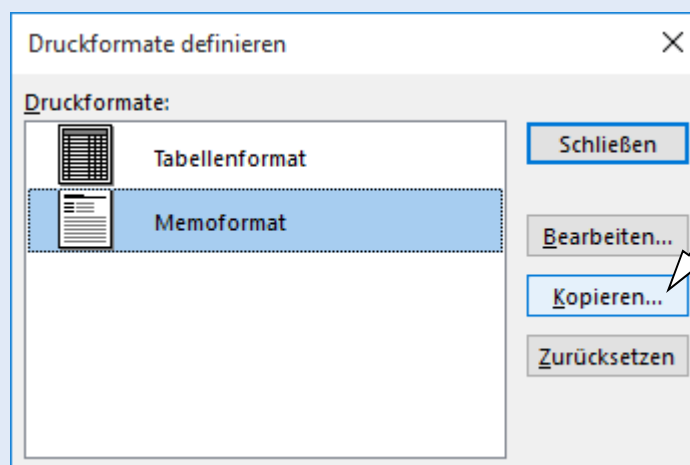 Druckformate definieren
Druckformate:
Tabellenformat
Memoformat
Schließen
Bearbeiten...
Kopieren...
Zurücksetzen